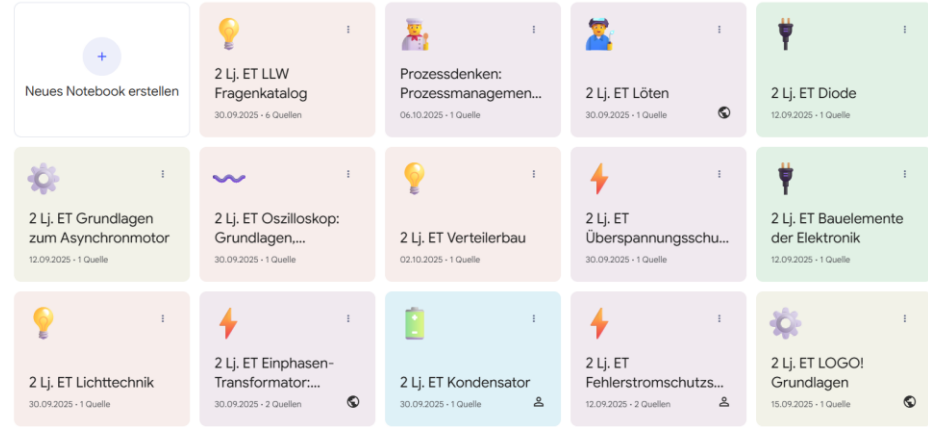 +
Neues Notebook erstellen
2 Lj. ET LLW
Fragenkatalog
30.09.2025 • 6 Quellen
Prozessdenken:
Prozessmanagemen...
06.10.2025 • 1 Quelle
2 Lj. ET Löten
30.09.2025 • 1 Quelle
2 Lj. ET Diode
12.09.2025 • 1 Quelle
2 Lj. ET Grundlagen
zum Asynchronmotor
12.09.2025 • 1 Quelle
2 Lj. ET Oszilloskop:
Grundlagen,...
30.09.2025 • 1 Quelle
2 Lj. ET Verteilerbau
02.10.2025 • 1 Quelle
2 Lj. ET
Überspannungsschu...
30.09.2025 • 1 Quelle
2 Lj. ET Bauelemente
der Elektronik
12.09.2025 • 1 Quelle
2 Lj. ET Lichttechnik
30.09.2025 • 1 Quelle
2 Lj. ET Einphasen-
Transformator:...
30.09.2025 • 2 Quellen
2 Lj. ET Kondensator
30.09.2025 • 1 Quelle
2 Lj. ET
Fehlerstromschutzs...
12.09.2025 • 2 Quellen
2 Lj. ET LOGO!
Grundlagen
15.09.2025 • 1 Quelle